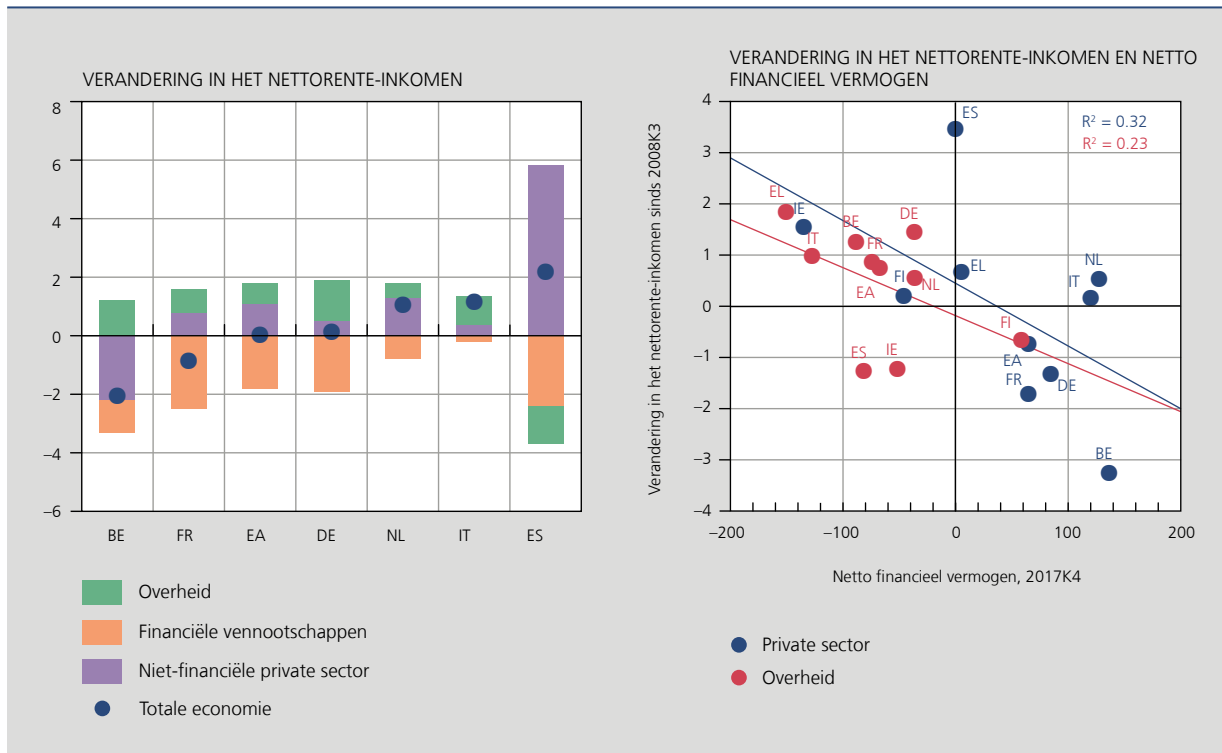 VERANDERING IN HET NETTORENTE-INKOMEN
8
6
4
2
0
–2
–4
–6
BE FR EA DE NL IT ES
Overheid
Financiële vennootschappen
Niet-financiële private sector
Totale economie
VERANDERING IN HET NETTORENTE-INKOMEN EN NETTO
FINANCIEEL VERMOGEN
Verandering in het nettorente-inkomen sinds 2008K3
4
3
2
1
0
–1
–2
–3
–4
R² = 0.32
R² = 0.23
ES
EL
IE
BE
DE
IT
FR
EL
NL
FI
IT
EA
NL
FI
ES
IE
EA
FR
DE
BE
–200 –100 0 100 200
Netto financieel vermogen, 2017K4
Private sector
Overheid